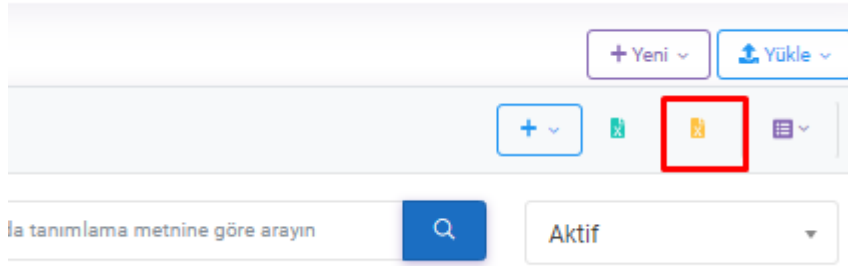 + Yeni
Yükle
+
da tanımlama metnine göre arayın
Aktif